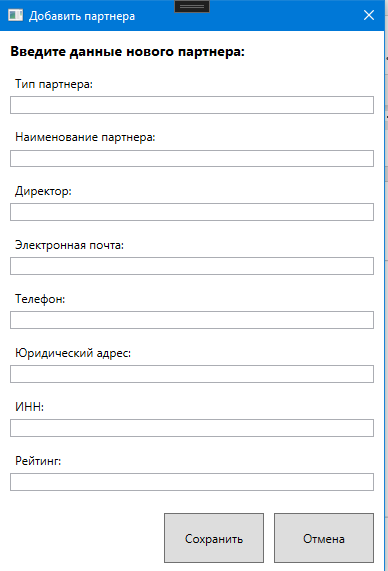 Добавить партнера
Введите данные нового партнера:
Тип партнера:
Наименование партнера:
Директор:
Электронная почта:
Телефон:
Юридический адрес:
ИНН:
Рейтинг:
Сохранить
Отмена